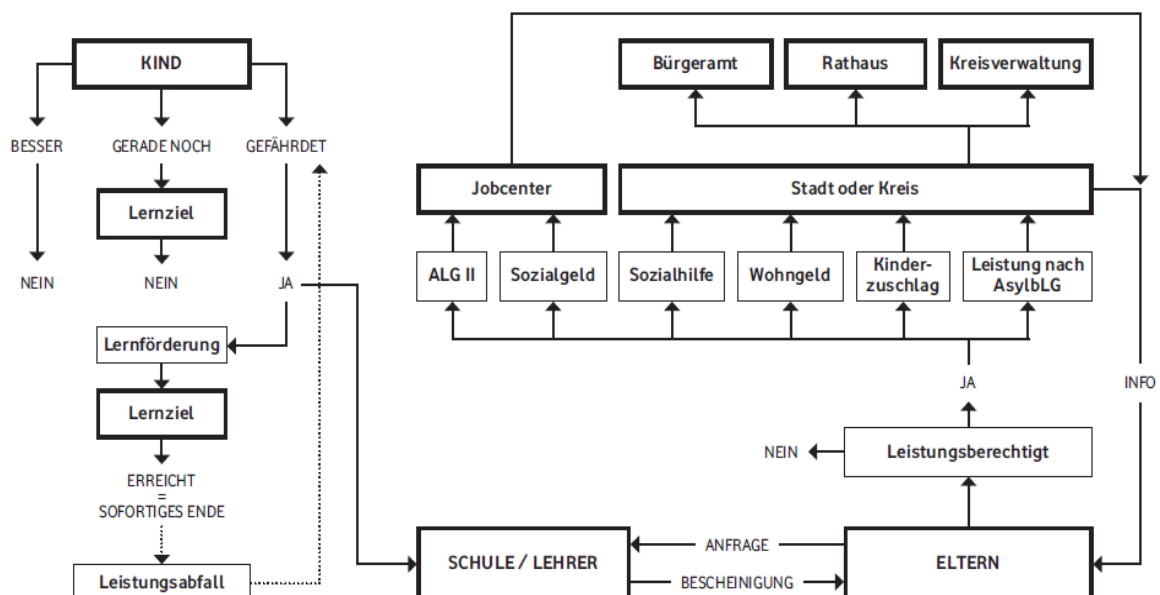 KIND
BESSER
GERADE NOCH
GEFÄHRDET
Lernziel
NEIN
NEIN
JA
Lernförderung
Lernziel
ERREICHT
=
SOFORTIGES ENDE
Leistungsabfall
Bürgeramt
Rathaus
Kreisverwaltung
Jobcenter
Stadt oder Kreis
ALG II
Sozialgeld
Sozialhilfe
Wohngeld
Kinder-
zuschlag
Leistung nach
AsylbLG
JA
INFO
NEIN
Leistungsberechtigt
SCHULE / LEHRER
ANFRAGE
BESCHEINIGUNG
ELTERN